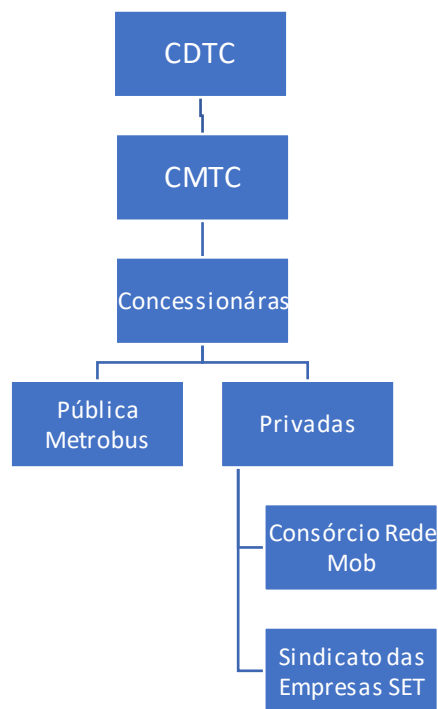 CDTC
CMTC
Concessionáras
Pública
Metrobus
Privadas
Consórcio Rede
Mob
Sindicato das
Empresas SET